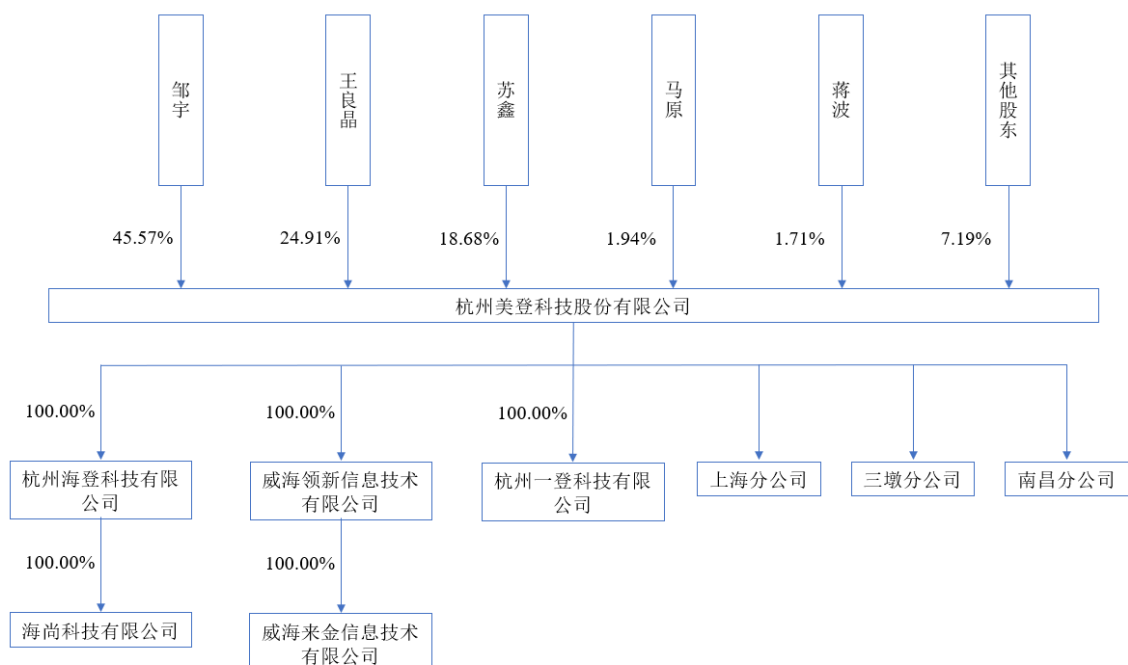 邹宇
王良晶
苏鑫
马原
蒋波
其他股东
45.57%
24.91%
18.68%
1.94%
1.71%
7.19%
杭州美登科技股份有限公司
100.00%
100.00%
100.00%
杭州海登科技有限
公司
威海领新信息技术
有限公司
杭州一登科技有限
公司
上海分公司
三墩分公司
南昌分公司
100.00%
100.00%
海尚科技有限公司
威海来金信息技术
有限公司